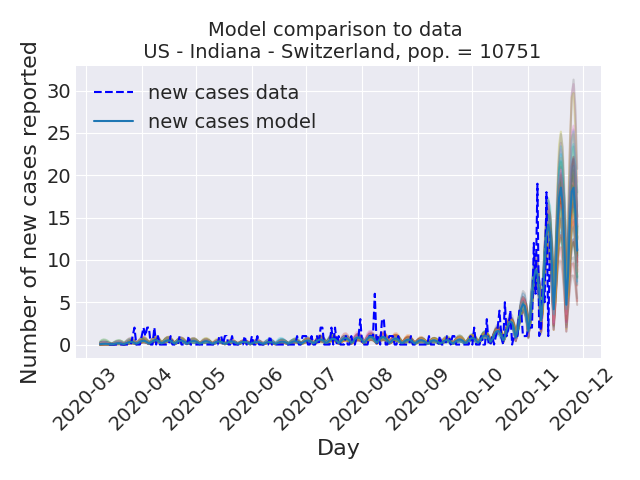 Model comparison to data
US - Indiana - Switzerland, pop. = 10751
Number of new cases reported
30
25
20
15
10
5
0
new cases data
new cases model
2020-03
2020-04
2020-05
2020-06
2020-07
2020-08
2020-09
2020-10
2020-11
2020-12
Day